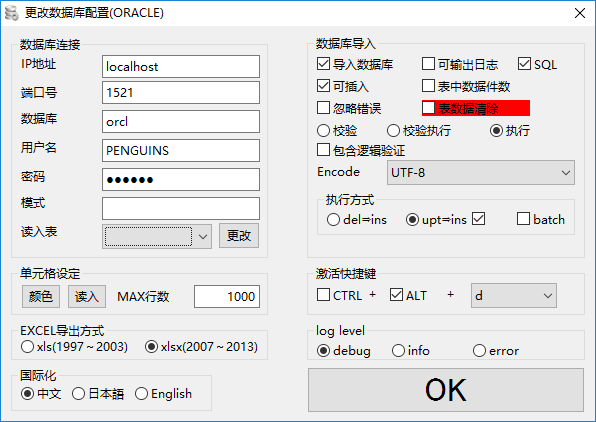 更改数据库配置(ORACLE)
数据库连接
IP地址 localhost
端口号 1521
数据库 orcl
用户名 PENGUINS
密码 ●●●●●●
模式
读入表 更改
单元格设定
颜色 读入 MAX行数 1000
EXCEL导出方式
xls(1997～2003) xlsx(2007～2013)
国际化
中文 日本語 English
数据库导入
导入数据库 可输出日志 SQL
可插入 表中数据件数
忽略错误 表数据清除
校验 校验执行 执行
包含逻辑验证
Encode UTF-8
执行方式
del=ins upt=ins batch
激活快捷键
CTRL + ALT + d
log level
debug info error
OK